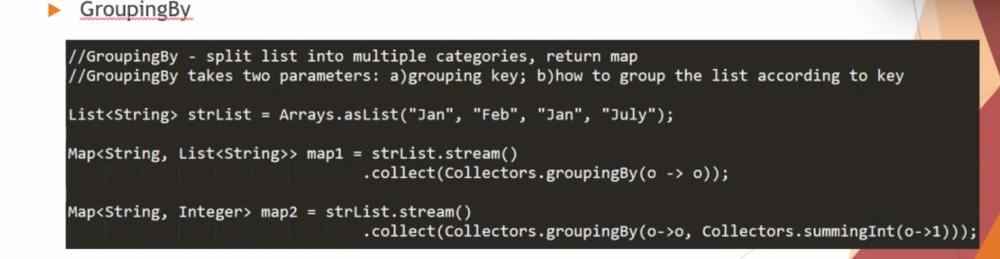 GroupingBy
//GroupingBy - split list into multiple categories, return map
//GroupingBy takes two parameters: a)grouping key; b)how to group the list according to key
List<String> strList = Arrays.asList("Jan", "Feb", "Jan", "July");
Map<String, List<String>> map1 = strList.stream()
.collect(Collectors.groupingBy(o -> o));
Map<String, Integer> map2 = strList.stream()
.collect(Collectors.groupingBy(o->o, Collectors.summingInt(o->1)));